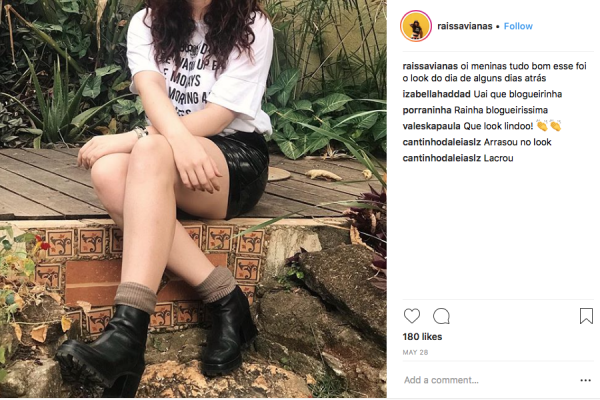 raissavianas • Follow
raissavianas oi meninas tudo bom esse foi
o look do dia de alguns dias atrás
izabellahaddad Uai que blogueirinha
porraninha Rainha blogueirissima
valeskapaula Que look lindoo! 👏👏
cantinhodaleiaslz Arrasou no look
cantinhodaleiaslz Lacrou
180 likes
MAY 28
Add a comment...